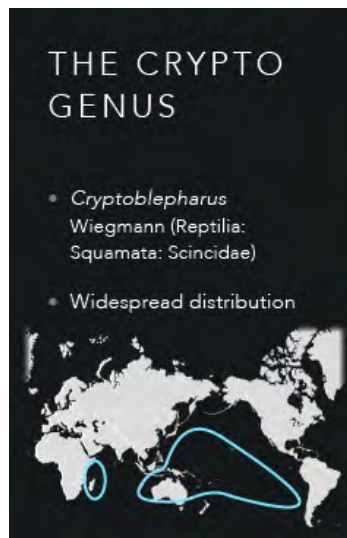 THE CRYPTO
GENUS
• Cryptoblepharus
Wiegmann (Reptilia:
Squamata: Scincidae)
• Widespread distribution